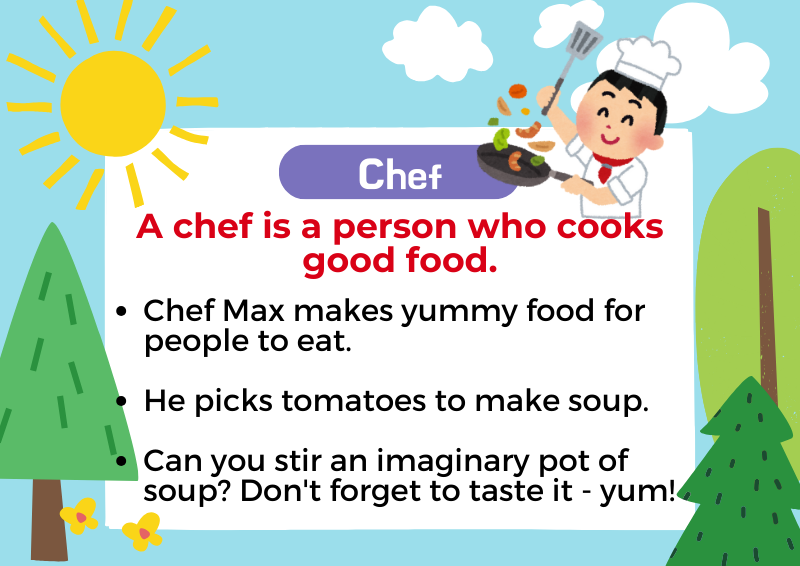 Chef
A chef is a person who cooks
good food.
• Chef Max makes yummy food for
people to eat.
• He picks tomatoes to make soup.
• Can you stir an imaginary pot of
soup? Don't forget to taste it - yum!